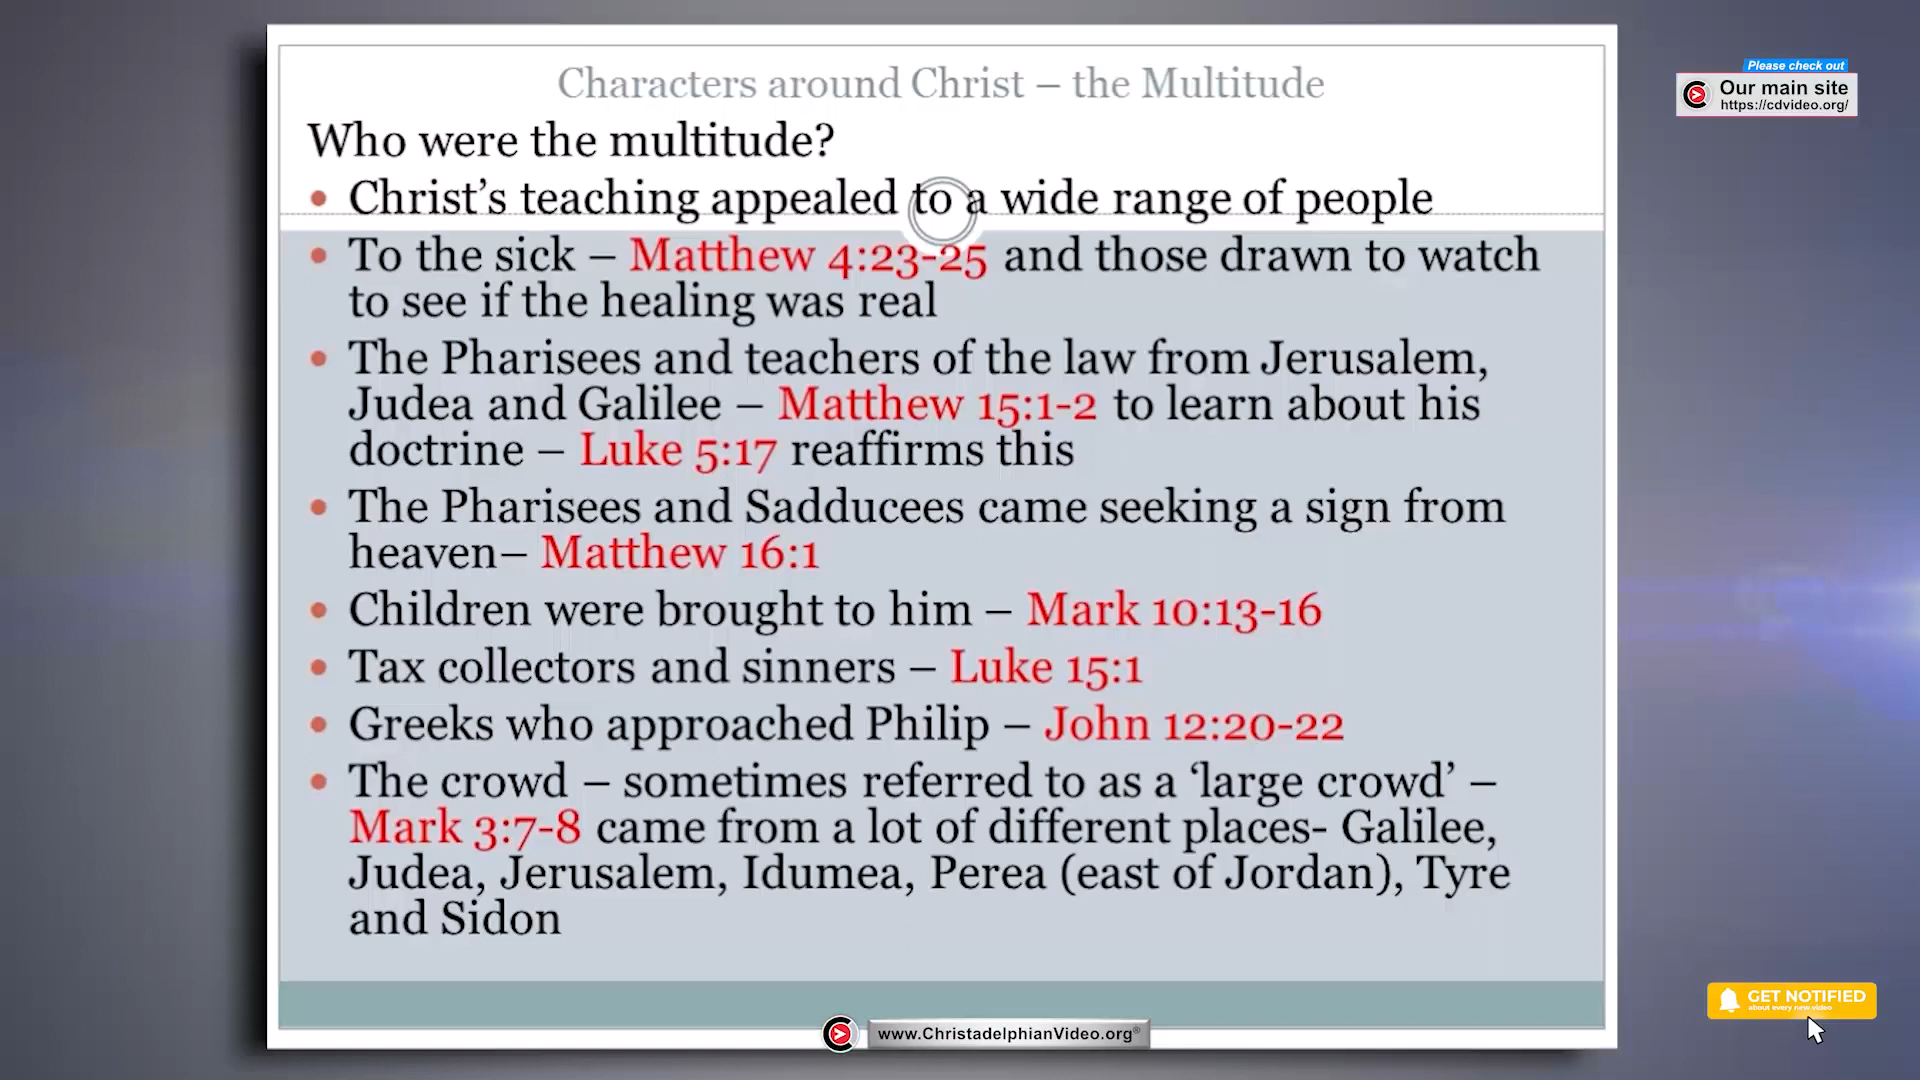 Characters around Christ – the Multitude
Please check out
Our main site
https://cdvideo.org/
Who were the multitude?
• Christ’s teaching appealed to a wide range of people
• To the sick – Matthew 4:23-25 and those drawn to watch
to see if the healing was real
• The Pharisees and teachers of the law from Jerusalem,
Judea and Galilee – Matthew 15:1-2 to learn about his
doctrine – Luke 5:17 reaffirms this
• The Pharisees and Sadducees came seeking a sign from
heaven– Matthew 16:1
• Children were brought to him – Mark 10:13-16
• Tax collectors and sinners – Luke 15:1
• Greeks who approached Philip – John 12:20-22
• The crowd – sometimes referred to as a ‘large crowd’ –
Mark 3:7-8 came from a lot of different places- Galilee,
Judea, Jerusalem, Idumea, Perea (east of Jordan), Tyre
and Sidon
GET NOTIFIED
about every new video
www.ChristadelphianVideo.org®